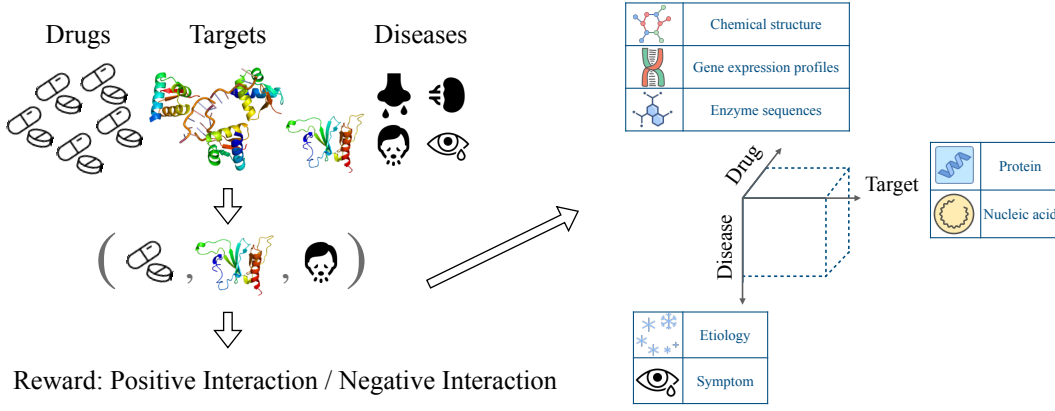 Drugs
Targets
Diseases
( , , )
Reward: Positive Interaction / Negative Interaction
Chemical structure
Gene expression profiles
Enzyme sequences
Drug
Target
Disease
Protein
Nucleic acid
Etiology
Symptom